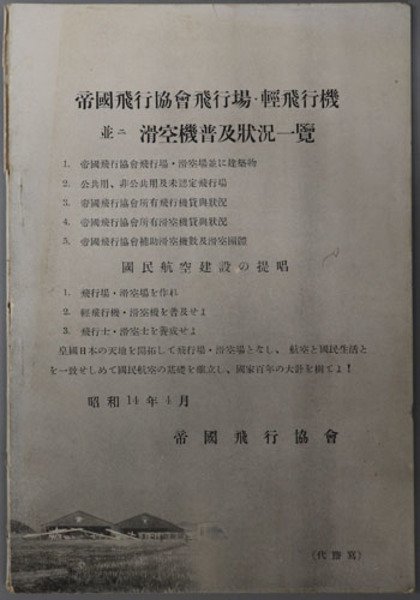 帝國飛行協會飛行場·輕飛行機
並ニ 滑空機普及狀況一覽
1. 帝國飛行協會飛行場·滑空場並に建築物
2. 公共用、非公共用及未認定飛行場
3. 帝國飛行協會所有飛行機貸與狀況
4. 帝國飛行協會所有滑空機貸與狀況
5. 帝國飛行協會補助滑空機數及滑空團體
國民航空建設の提唱
1. 飛行場·滑空場を作れ
2. 輕飛行機·滑空機を普及せよ
3. 飛行士·滑空士を養成せよ
皇國日本の天地を開拓して飛行場·滑空場となし、航空と國民生活と
を一致せしめて國民航空の基礎を確立し、國家百年の大計を樹てよ!
昭和14年4月
帝國飛行協會
(代謄寫)